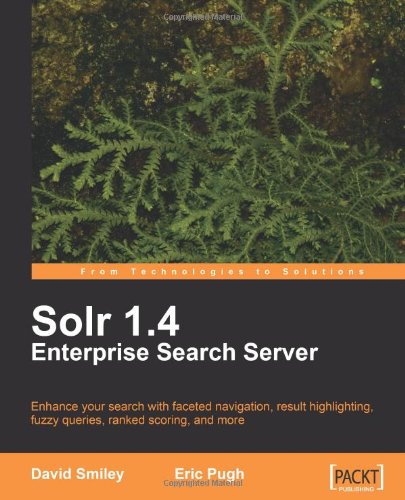 From Technologies to Solutions
Solr 1.4
Enterprise Search Server
Enhance your search with faceted navigation, result highlighting,
fuzzy queries, ranked scoring, and more
David Smiley Eric Pugh
PACKT
PUBLISHING